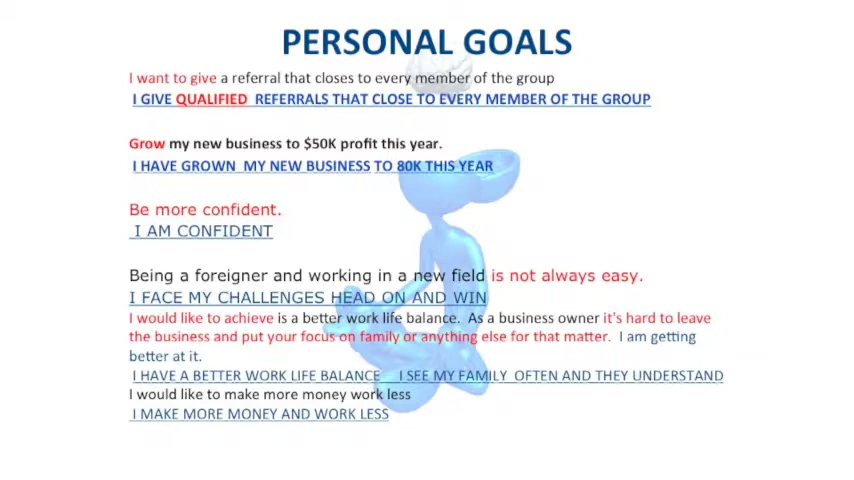 PERSONAL GOALS
I want to give a referral that closes to every member of the group
I GIVE QUALIFIED REFERRALS THAT CLOSE TO EVERY MEMBER OF THE GROUP
Grow my new business to $50K profit this year.
I HAVE GROWN MY NEW BUSINESS TO 80K THIS YEAR
Be more confident.
I AM CONFIDENT
Being a foreigner and working in a new field is not always easy.
I FACE MY CHALLENGES HEAD ON AND WIN
I would like to achieve is a better work life balance. As a business owner it's hard to leave
the business and put your focus on family or anything else for that matter. I am getting
better at it.
I HAVE A BETTER WORK LIFE BALANCE I SEE MY FAMILY OFTEN AND THEY UNDERSTAND
I would like to make more money work less
I MAKE MORE MONEY AND WORK LESS